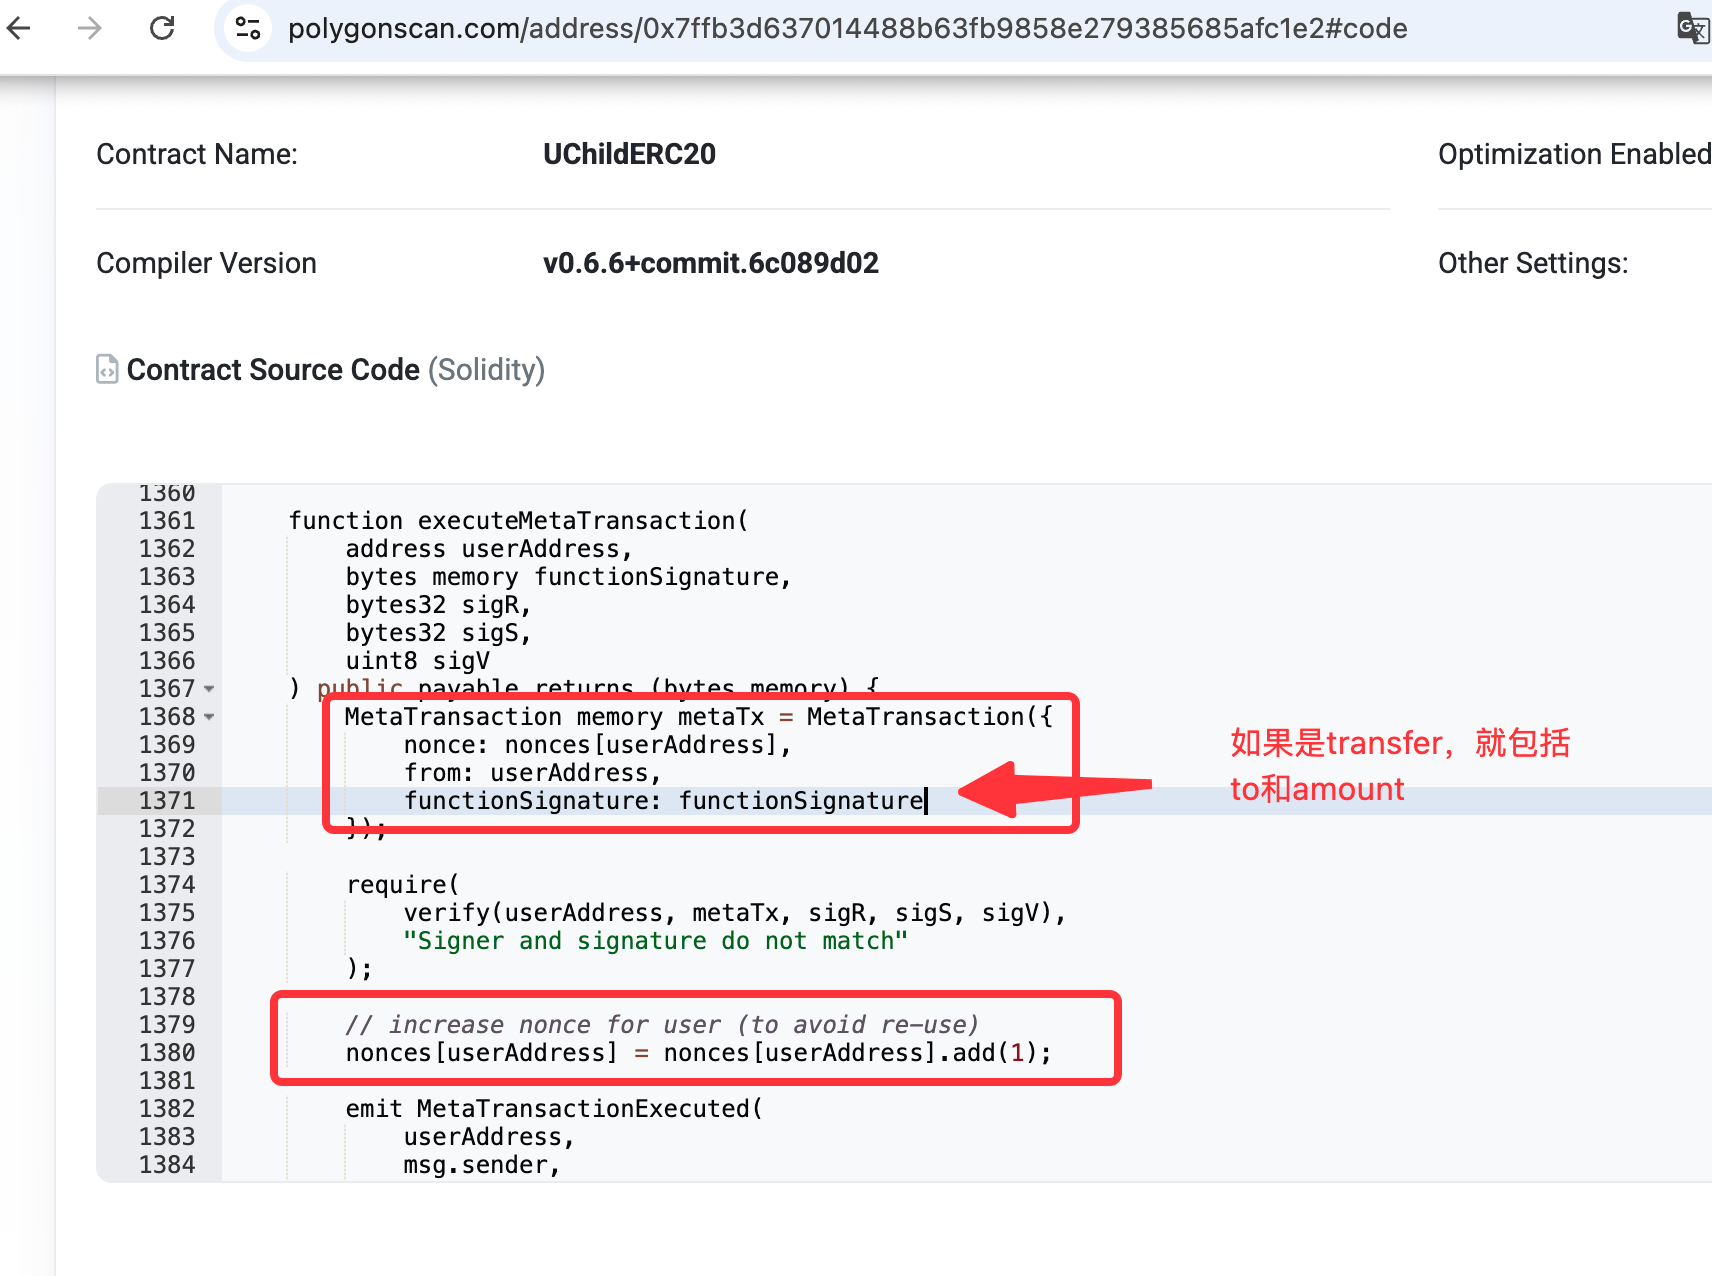 polygonscan.com/address/0x7ffb3d637014488b63fb9858e279385685afc1e2#code
Contract Name:
UChildERC20
Optimization Enabled
Compiler Version
v0.6.6+commit.6c089d02
Other Settings:
Contract Source Code (Solidity)
1360
1361 function executeMetaTransaction(
1362 address userAddress,
1363 bytes memory functionSignature,
1364 bytes32 sigR,
1365 bytes32 sigS,
1366 uint8 sigV
1367 ) public payable returns (bytes memory) {
1368 MetaTransaction memory metaTx = MetaTransaction({
1369 nonce: nonces[userAddress],
1370 from: userAddress,
1371 functionSignature: functionSignature
1372 });
如果是transfer，就包括
to和amount
1373
1374 require(
1375 verify(userAddress, metaTx, sigR, sigS, sigV),
1376 "Signer and signature do not match"
1377 );
1378
1379 // increase nonce for user (to avoid re-use)
1380 nonces[userAddress] = nonces[userAddress].add(1);
1381
1382 emit MetaTransactionExecuted(
1383 userAddress,
1384 msg.sender,